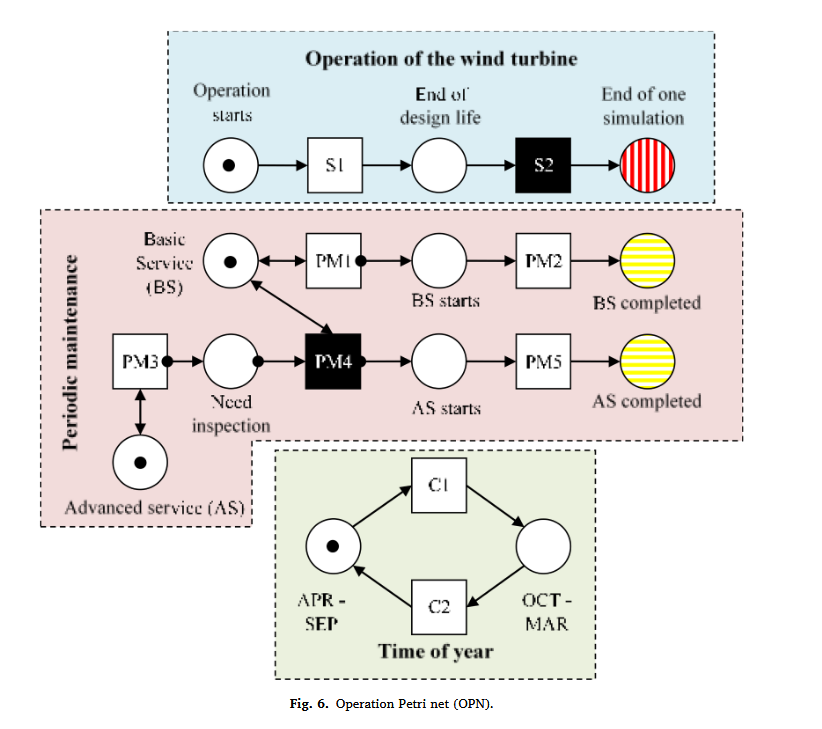 Operation of the wind turbine
Operation
starts
End of
design life
End of one
simulation
S1
S2
Periodic maintenance
Basic
Service
(BS)
PM1
PM2
BS starts
BS completed
PM3
PM4
PM5
Need
inspection
AS starts
AS completed
Advanced service (AS)
C1
APR -
SEP
C2
OCT -
MAR
Time of year
Fig. 6. Operation Petri net (OPN).